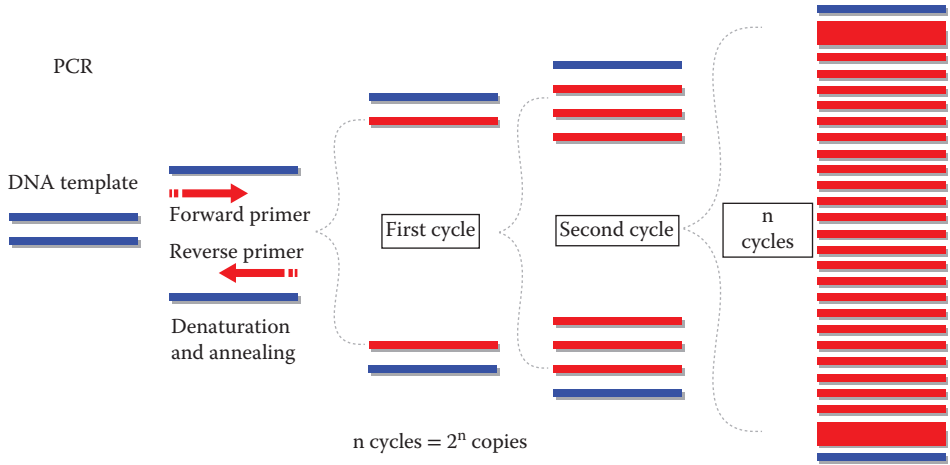 PCR
DNA template
Forward primer
Reverse primer
Denaturation
and annealing
First cycle
Second cycle
n
cycles
n cycles = 2ⁿ copies